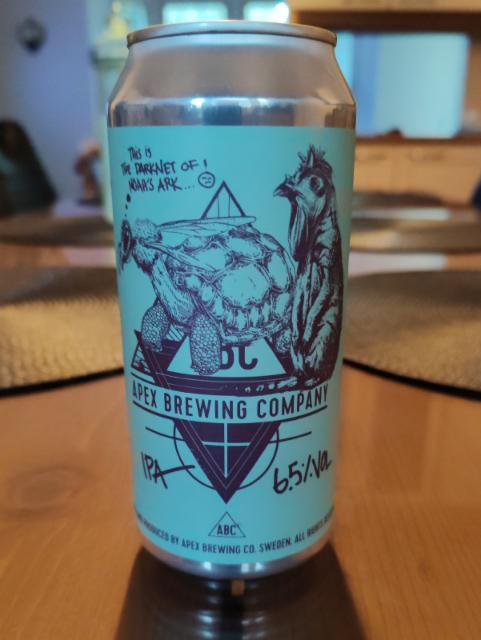 THIS IS
THE DARKNET OF
NOAH'S ARK...
BC
APEX BREWING COMPANY
IPA 6.5%.VOL
ABC
PRODUCED BY APEX BREWING CO. SWEDEN. ALL RIGHTS